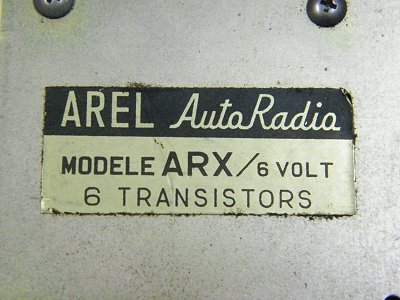 AREL AutoRadio
MODELE ARX/6 VOLT
6 TRANSISTORS